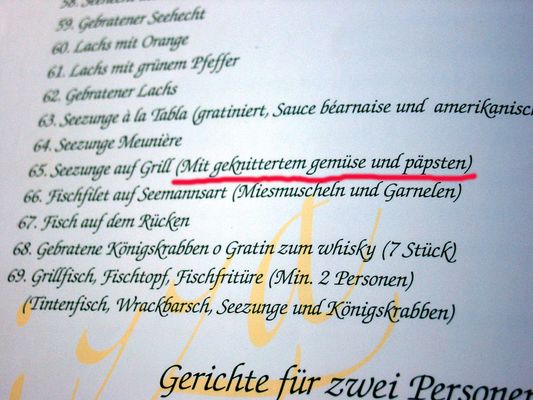 59. Gebratener Seehecht
60. Lachs mit Orange
61. Lachs mit grünem Pfeffer
62. Gebratener Lachs
63. Seezunge à la Tabla (gratiniert, Sauce béarnaise und amerikanisch
64. Seezunge Meunière
65. Seezunge auf Grill (Mit geknittertem gemüse und päpsten)
66. Fischfilet auf Seemannsart (Miesmuscheln und Garnelen)
67. Fisch auf dem Rücken
68. Gebratene Königskrabben o Gratin zum whisky (7 Stück)
69. Grillfisch, Fischtopf, Fischfritüre (Min. 2 Personen)
(Tintenfisch, Wrackbarsch, Seezunge und Königskrabben)
Gerichte für zwei Personen